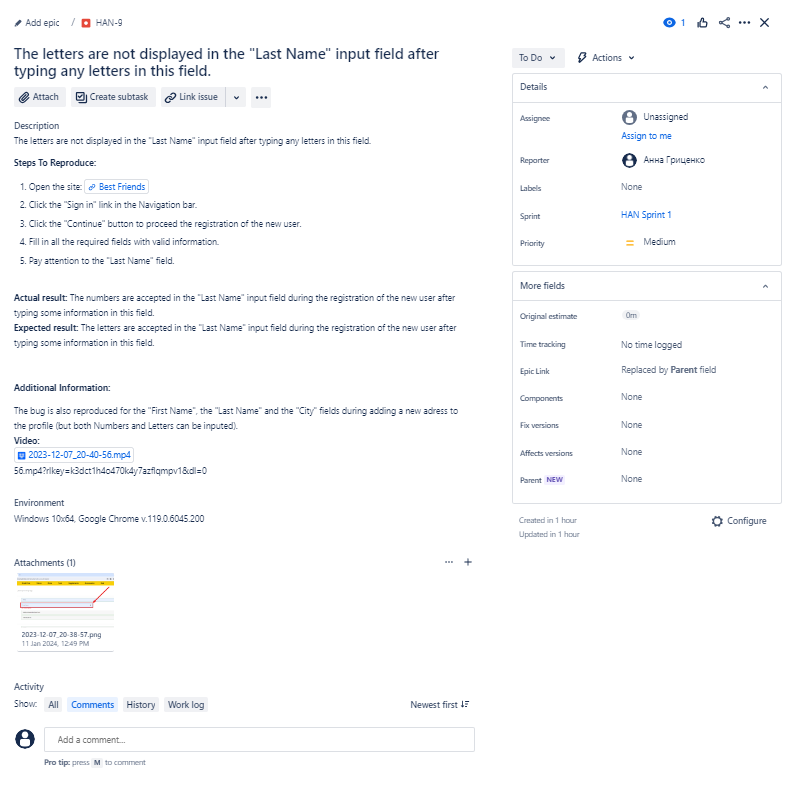 Add epic / HAN-9
1
The letters are not displayed in the "Last Name" input field after
typing any letters in this field.
Attach Create subtask Link issue
Description
The letters are not displayed in the "Last Name" input field after typing any letters in this field.
Steps To Reproduce:
1. Open the site: Best Friends
2. Click the "Sign in" link in the Navigation bar.
3. Click the "Continue" button to proceed the registration of the new user.
4. Fill in all the required fields with valid information.
5. Pay attention to the "Last Name" field.
Actual result: The numbers are accepted in the "Last Name" input field during the registration of the new user after
typing some information in this field.
Expected result: The letters are accepted in the "Last Name" input field during the registration of the new user after
typing some information in this field.
Additional Information:
The bug is also reproduced for the "First Name", the "Last Name" and the "City" fields during adding a new adress to
the profile (but both Numbers and Letters can be inputed).
Video:
2023-12-07_20-40-56.mp4
56.mp4?rlkey=k3dct1h4o470k4y7azflqmpv1&dl=0
Environment
Windows 10x64, Google Chrome v.119.0.6045.200
Attachments (1)
2023-12-07_20-38-57.png
11 Jan 2024, 12:49 PM
Activity
Show: All Comments History Work log Newest first
Add a comment...
Pro tip: press M to comment
To Do Actions
Details
Assignee Unassigned
Assign to me
Reporter Анна Гриценко
Labels None
Sprint HAN Sprint 1
Priority Medium
More fields
Original estimate 0m
Time tracking No time logged
Epic Link Replaced by Parent field
Components None
Fix versions None
Affects versions None
Parent NEW None
Created in 1 hour
Updated in 1 hour
Configure